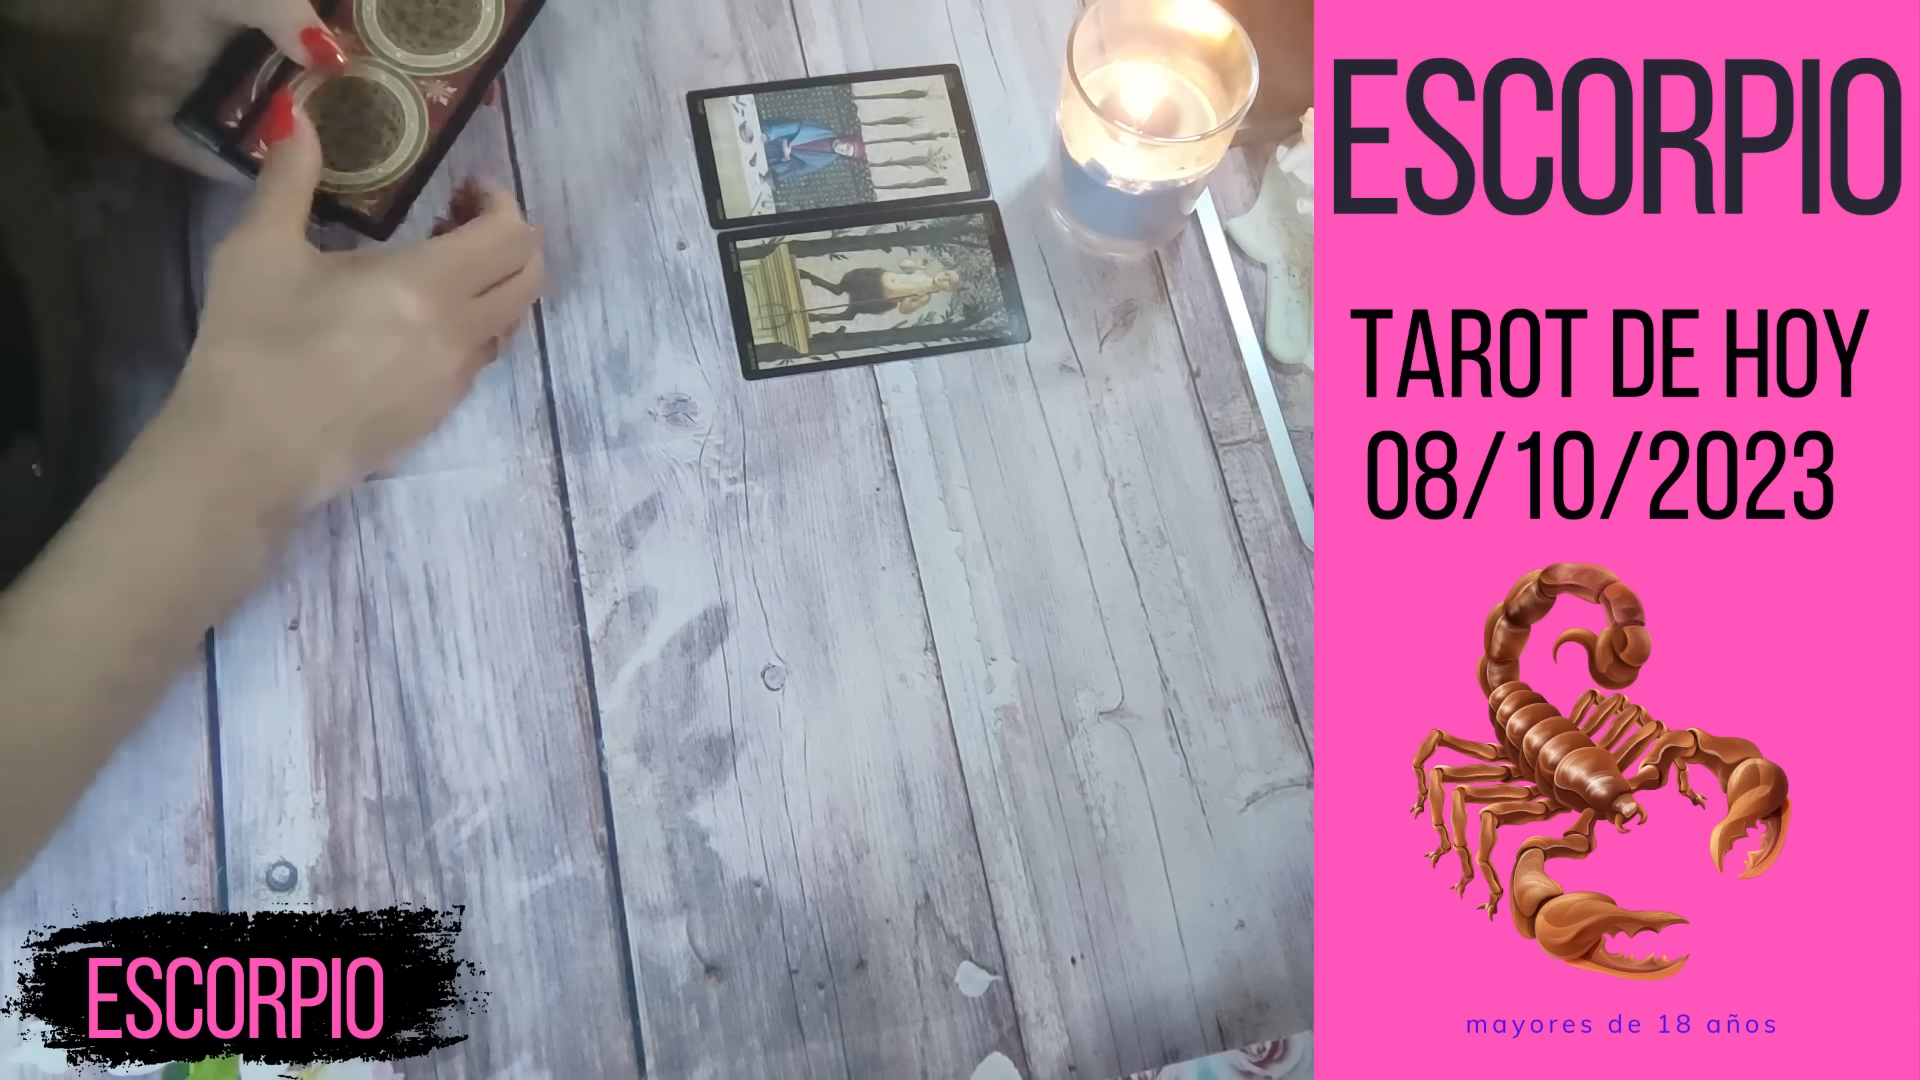 ESCORPIO
TAROT DE HOY
08/10/2023
mayores de 18 años
ESCORPIO